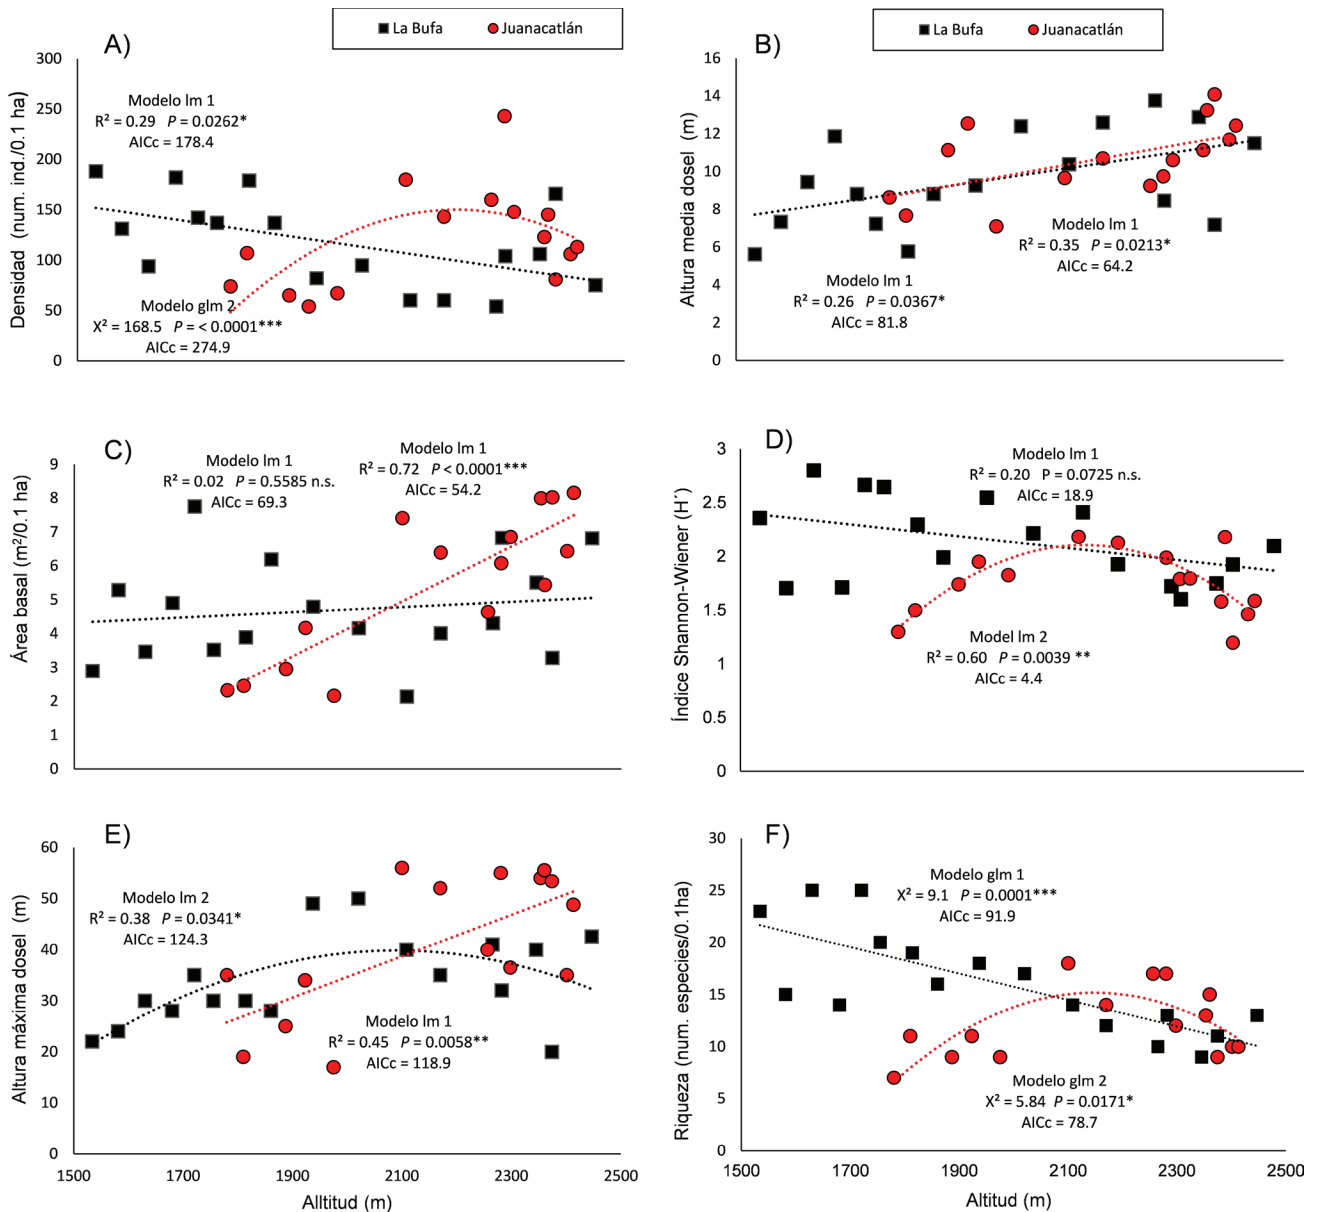 La Bufa Juanacatlán
La Bufa Juanacatlán
A)
Densidad (num. ind./0.1 ha)
300
250
200
150
100
50
0
Modelo lm 1
R² = 0.29 P = 0.0262*
AICc = 178.4
Modelo glm 2
X² = 168.5 P = < 0.0001***
AICc = 274.9
B)
Altura media dosel (m)
16
14
12
10
8
6
4
2
0
Modelo lm 1
R² = 0.35 P = 0.0213*
AICc = 64.2
Modelo lm 1
R² = 0.26 P = 0.0367*
AICc = 81.8
C)
Área basal (m²/0.1 ha)
9
8
7
6
5
4
3
2
1
0
Modelo lm 1
R² = 0.02 P = 0.5585 n.s.
AICc = 69.3
Modelo lm 1
R² = 0.72 P < 0.0001***
AICc = 54.2
D)
Índice Shannon-Wiener (H´)
3
2.5
2
1.5
1
0.5
0
Modelo lm 1
R² = 0.20 P = 0.0725 n.s.
AICc = 18.9
Model lm 2
R² = 0.60 P = 0.0039 **
AICc = 4.4
E)
Altura máxima dosel (m)
60
50
40
30
20
10
0
Modelo lm 2
R² = 0.38 P = 0.0341*
AICc = 124.3
Modelo lm 1
R² = 0.45 P = 0.0058**
AICc = 118.9
1500 1700 1900 2100 2300 2500
Alltitud (m)
F)
Riqueza (num. especies/0.1ha)
30
25
20
15
10
5
0
Modelo glm 1
X² = 9.1 P = 0.0001***
AICc = 91.9
Modelo glm 2
X² = 5.84 P = 0.0171*
AICc = 78.7
1500 1700 1900 2100 2300 2500
Altitud (m)